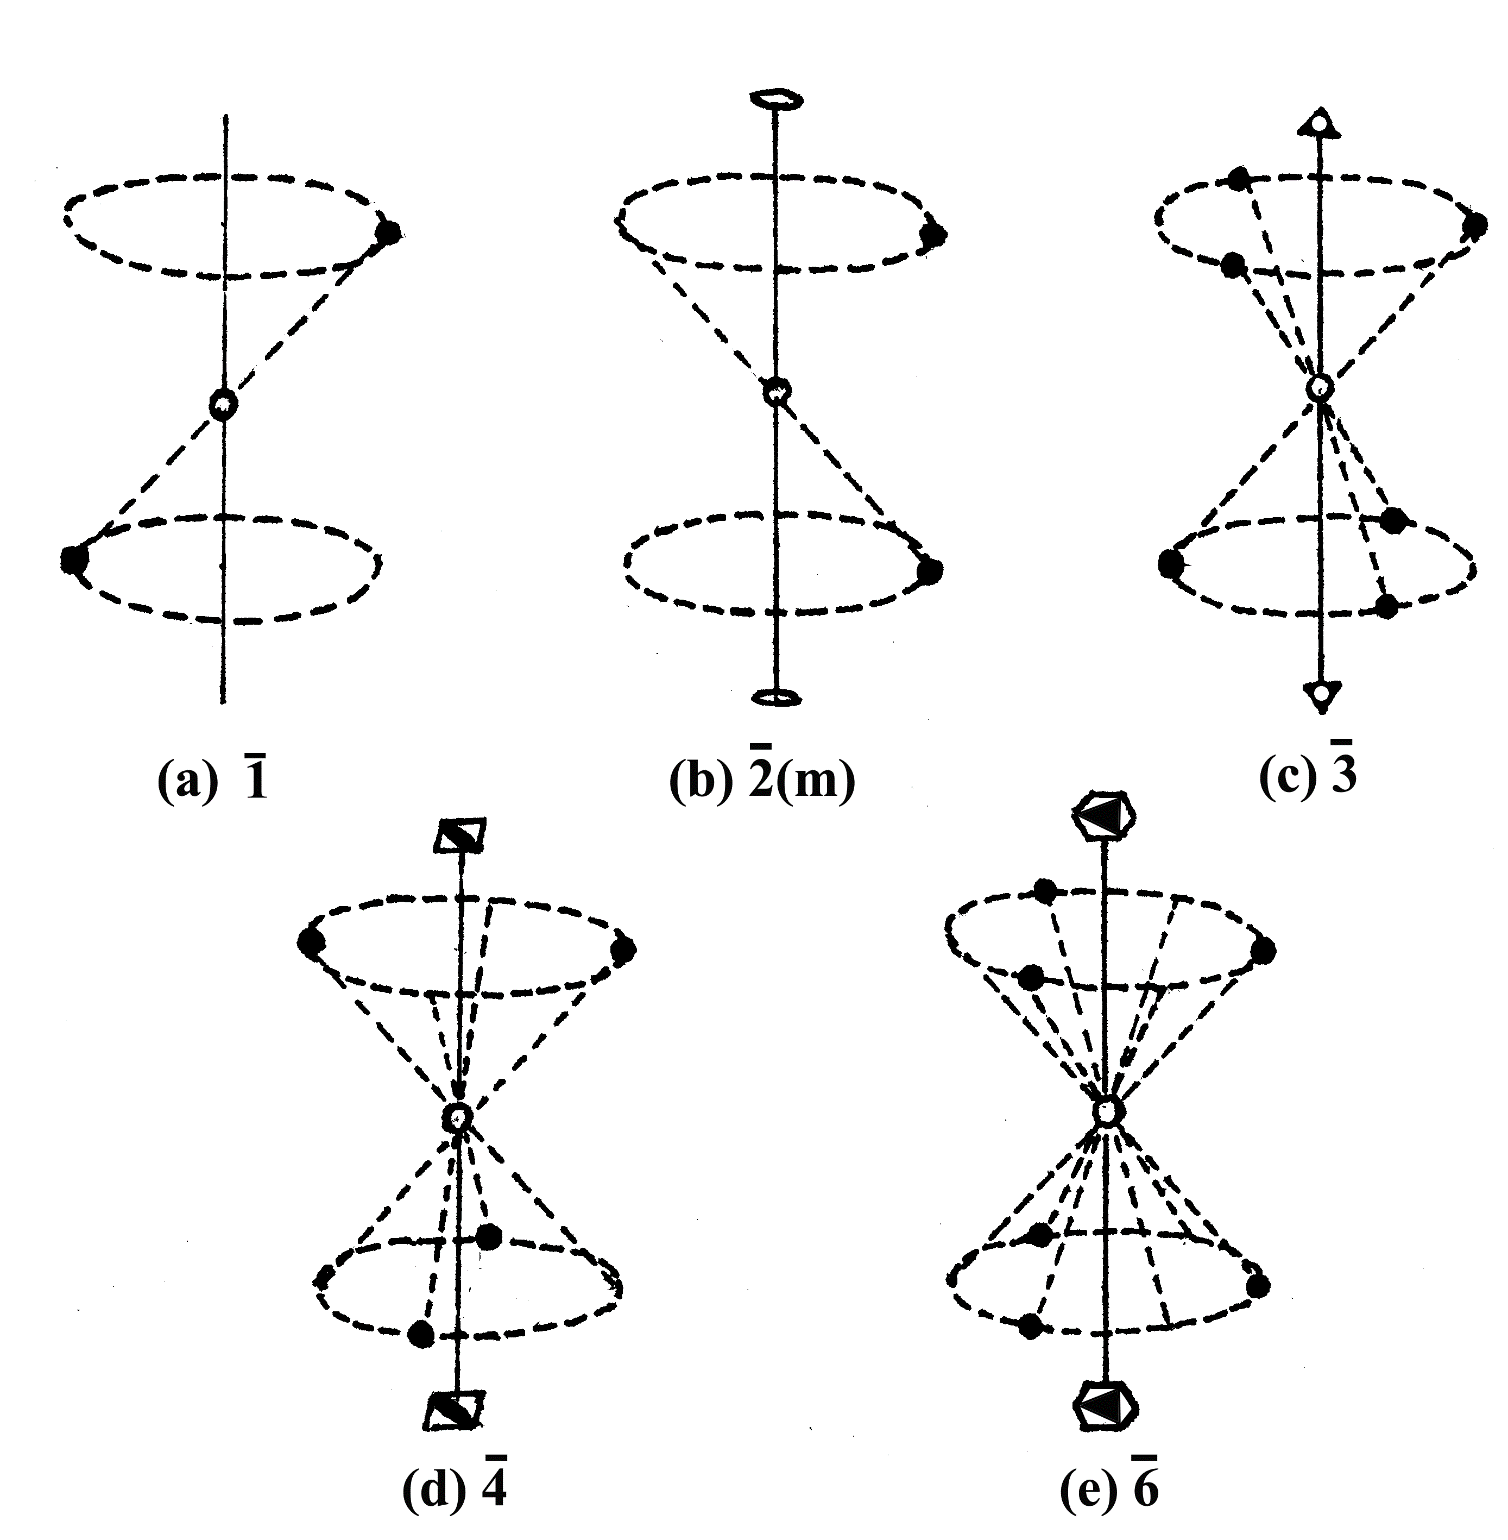 (a) 1̄
(b) 2̄(m)
(c) 3̄
(d) 4̄
(e) 6̄